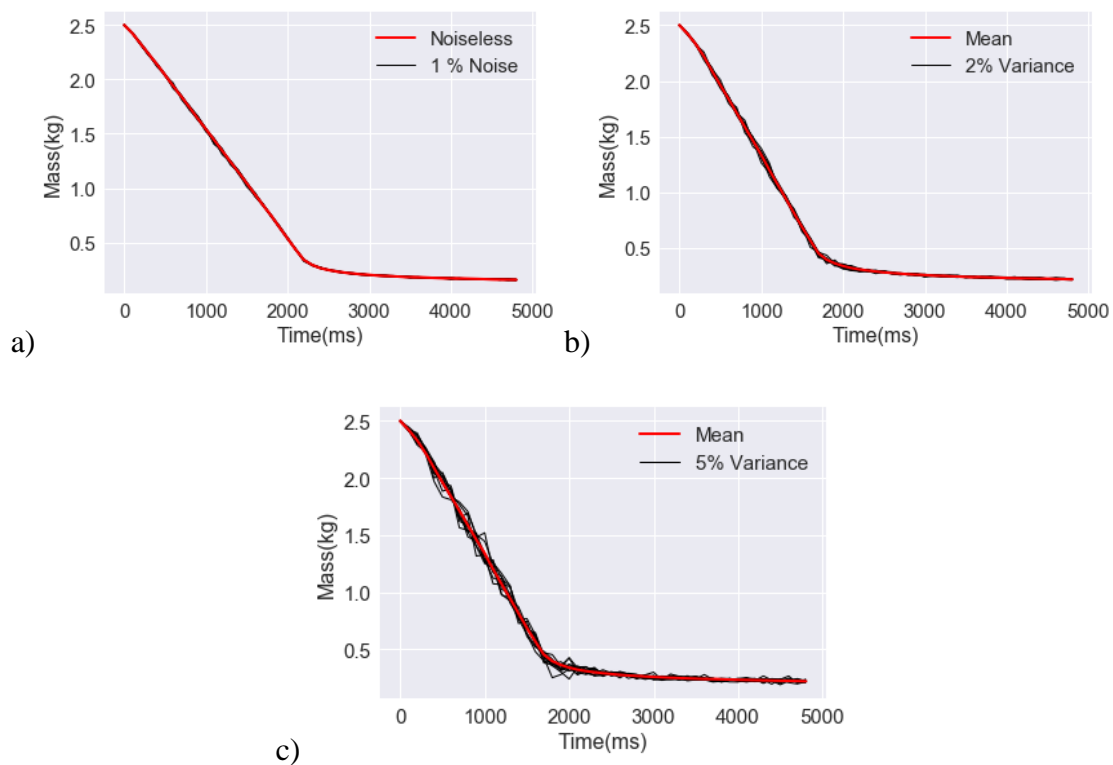 2.5
2.0
1.5
1.0
0.5
Mass(kg)
Noiseless
1 % Noise
0 1000 2000 3000 4000 5000
Time(ms)
a)
2.5
2.0
1.5
1.0
0.5
Mass(kg)
Mean
2% Variance
0 1000 2000 3000 4000 5000
Time(ms)
b)
2.5
2.0
1.5
1.0
0.5
Mass(kg)
Mean
5% Variance
0 1000 2000 3000 4000 5000
Time(ms)
c)